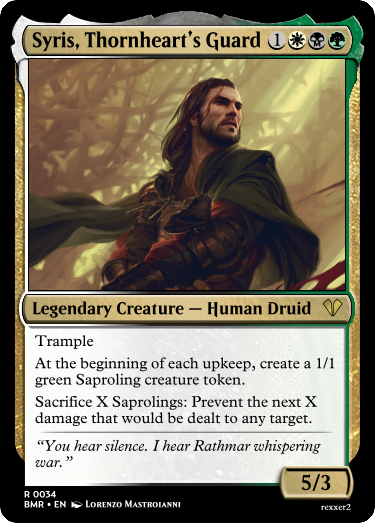 Syris, Thornheart's Guard 1
Legendary Creature — Human Druid
Trample
At the beginning of each upkeep, create a 1/1
green Saproling creature token.
Sacrifice X Saprolings: Prevent the next X
damage that would be dealt to any target.
“You hear silence. I hear Rathmar whispering
war.”
5/3
R 0034
BMR • EN Lorenzo Mastroianni
rexxer2